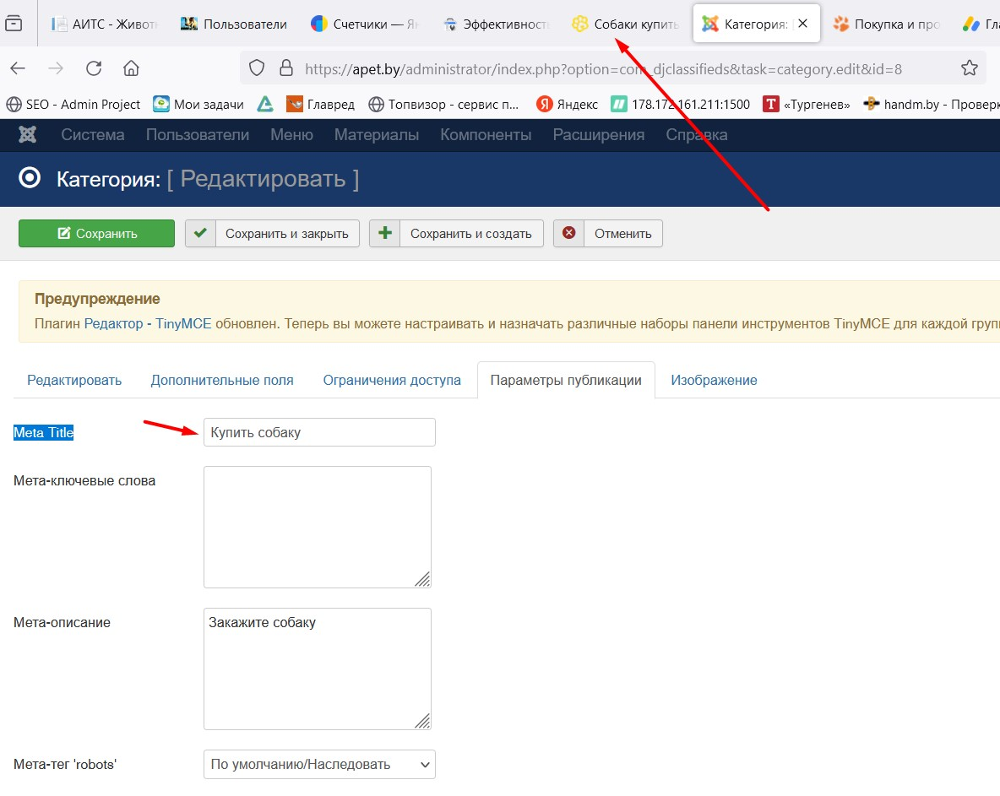 АИТС - Живот
Пользователи
Счетчики — Ян
Эффективност
Собаки купить
Категория: [
Покупка и про
Гла
https://apet.by/administrator/index.php?option=com_djclassifieds&task=category.edit&id=8
SEO - Admin Project
Мои задачи
Главред
Топвизор - сервис п...
Яндекс
178.172.161.211:1500
«Тургенев»
handm.by - Проверк
Система
Пользователи
Меню
Материалы
Компоненты
Расширения
Справка
Категория: [ Редактировать ]
Сохранить
Сохранить и закрыть
Сохранить и создать
Отменить
Предупреждение
Плагин Редактор - TinyMCE обновлен. Теперь вы можете настраивать и назначать различные наборы панели инструментов TinyMCE для каждой групп
Редактировать
Дополнительные поля
Ограничения доступа
Параметры публикации
Изображение
Meta Title
Купить собаку
Мета-ключевые слова
Мета-описание
Закажите собаку
Мета-тег 'robots'
По умолчанию/Наследовать